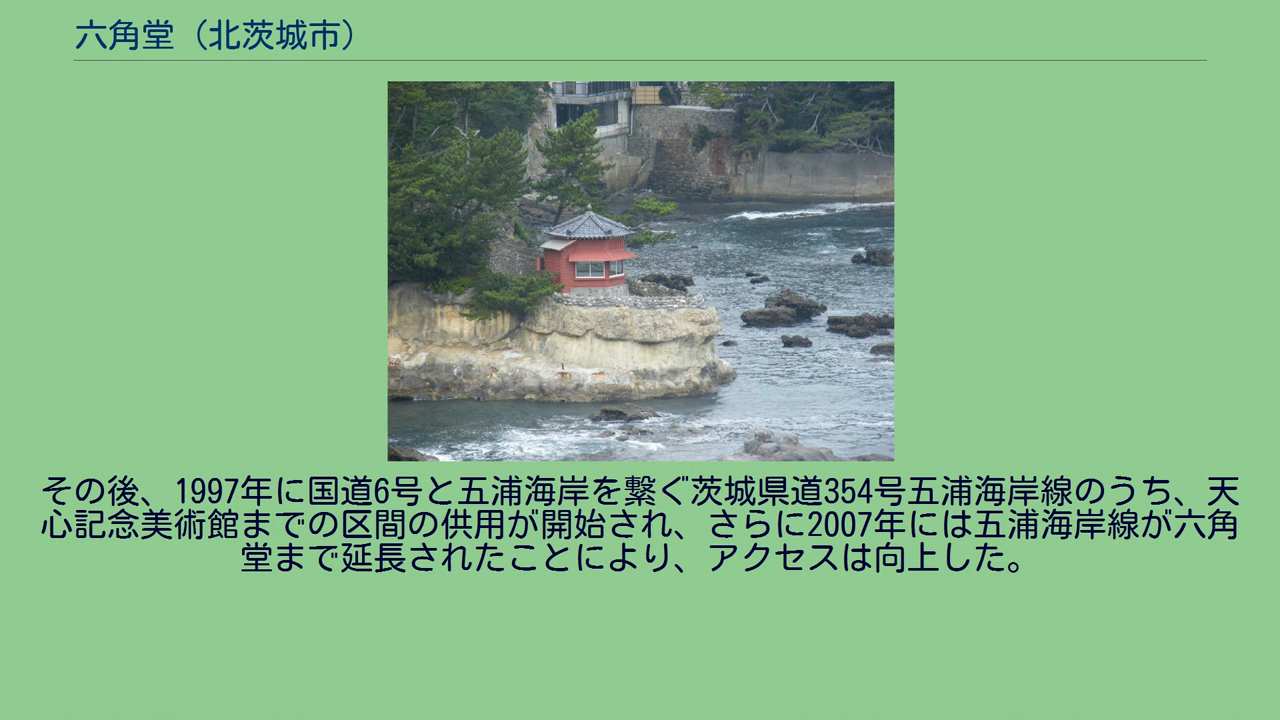 六角堂（北茨城市）
その後、1997年に国道6号と五浦海岸を繋ぐ茨城県道354号五浦海岸線のうち、天
心記念美術館までの区間の供用が開始され、さらに2007年には五浦海岸線が六角
堂まで延長されたことにより、アクセスは向上した。